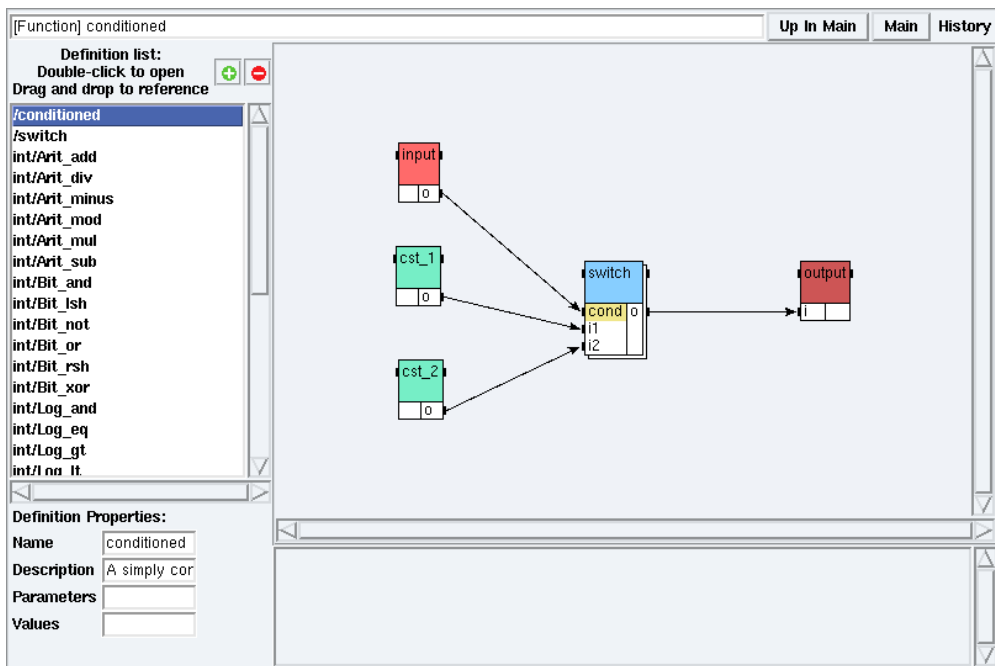 [Function] conditioned
Up In Main
Main
History
Definition list:
Double-click to open
Drag and drop to reference
/conditioned
/switch
int/Arit_add
int/Arit_div
int/Arit_minus
int/Arit_mod
int/Arit_mul
int/Arit_sub
int/Bit_and
int/Bit_lsh
int/Bit_not
int/Bit_or
int/Bit_rsh
int/Bit_xor
int/Log_and
int/Log_eq
int/Log_gt
int/Log_lt
Definition Properties:
Name conditioned
Description A simply con
Parameters
Values
input
o
cst_1
o
cst_2
o
switch
cond o
i1
i2
output
i